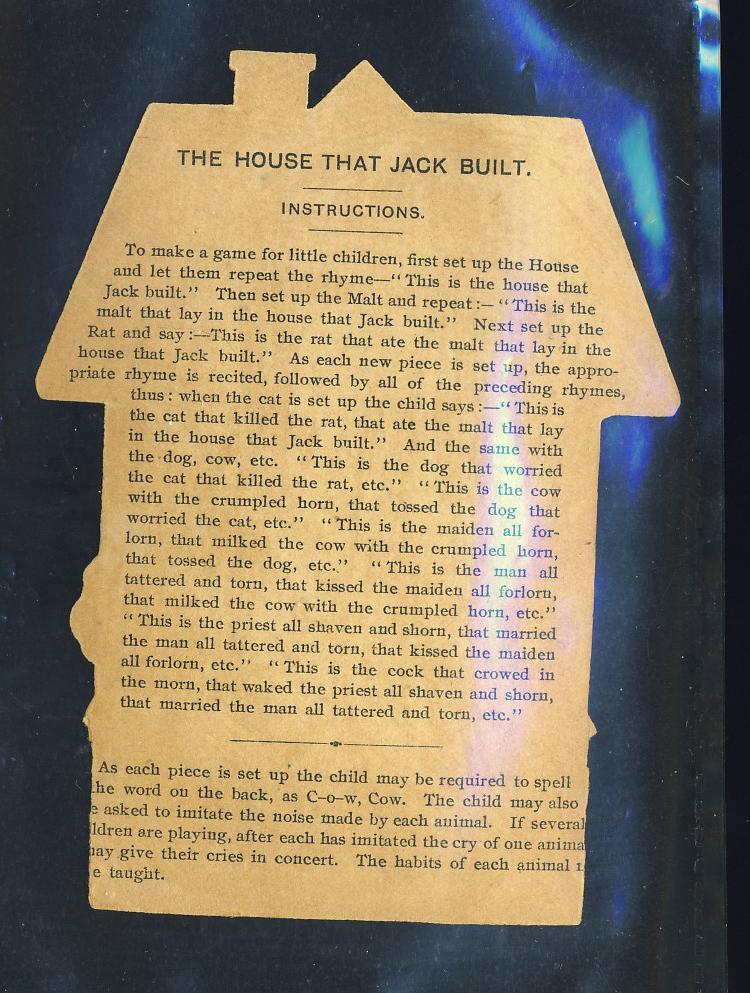 THE HOUSE THAT JACK BUILT.
INSTRUCTIONS.
To make a game for little children, first set up the House
and let them repeat the rhyme—“This is the house that
Jack built.” Then set up the Malt and repeat:—“This is the
malt that lay in the house that Jack built.” Next set up the
Rat and say:—This is the rat that ate the malt that lay in the
house that Jack built.” As each new piece is set up, the appro-
priate rhyme is recited, followed by all of the preceding rhymes,
thus: when the cat is set up the child says:—“This is
the cat that killed the rat, that ate the malt that lay
in the house that Jack built.” And the same with
the dog, cow, etc. “This is the dog that worried
the cat that killed the rat, etc.” “This is the cow
with the crumpled horn, that tossed the dog that
worried the cat, etc.” “This is the maiden all for-
lorn, that milked the cow with the crumpled horn,
that tossed the dog, etc.” “This is the man all
tattered and torn, that kissed the maiden all forlorn,
that milked the cow with the crumpled horn, etc.”
“This is the priest all shaven and shorn, that married
the man all tattered and torn, that kissed the maiden
all forlorn, etc.” “This is the cock that crowed in
the morn, that waked the priest all shaven and shorn,
that married the man all tattered and torn, etc.”
As each piece is set up the child may be required to spell
he word on the back, as C-o-w, Cow. The child may also
e asked to imitate the noise made by each animal. If several
ldren are playing, after each has imitated the cry of one anima
ay give their cries in concert. The habits of each animal
e taught.